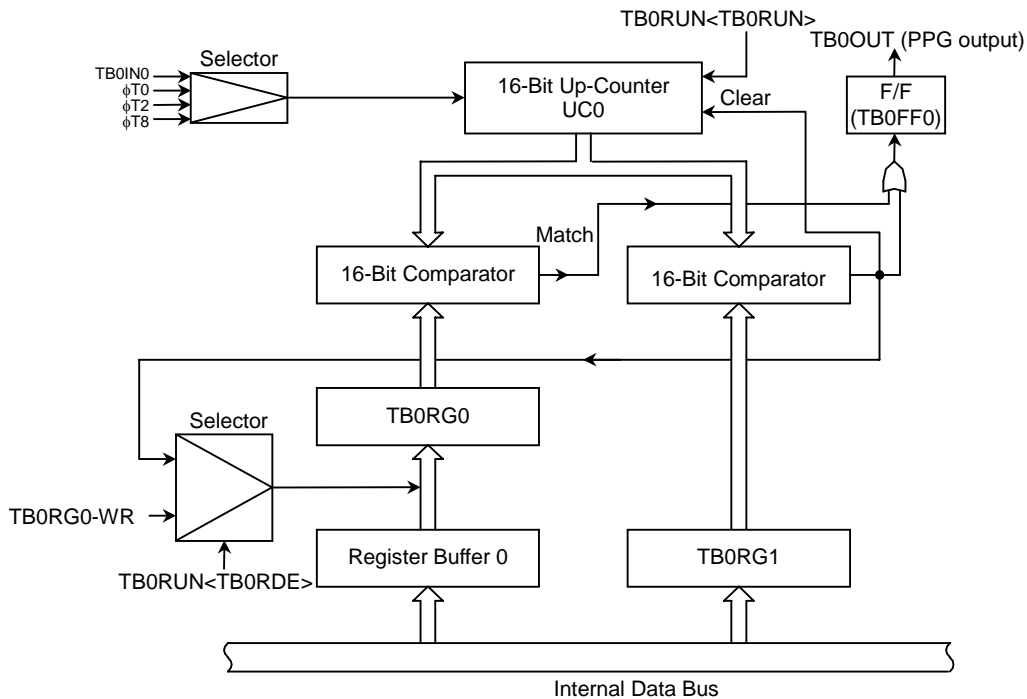 TB0RUN<TB0RUN>
TB0OUT (PPG output)
Selector
TB0IN0
φT0
φT2
φT8
16-Bit Up-Counter
UC0
Clear
F/F
(TB0FF0)
Match
16-Bit Comparator
16-Bit Comparator
TB0RG0
Selector
TB0RG0-WR
Register Buffer 0
TB0RG1
TB0RUN<TB0RDE>
Internal Data Bus